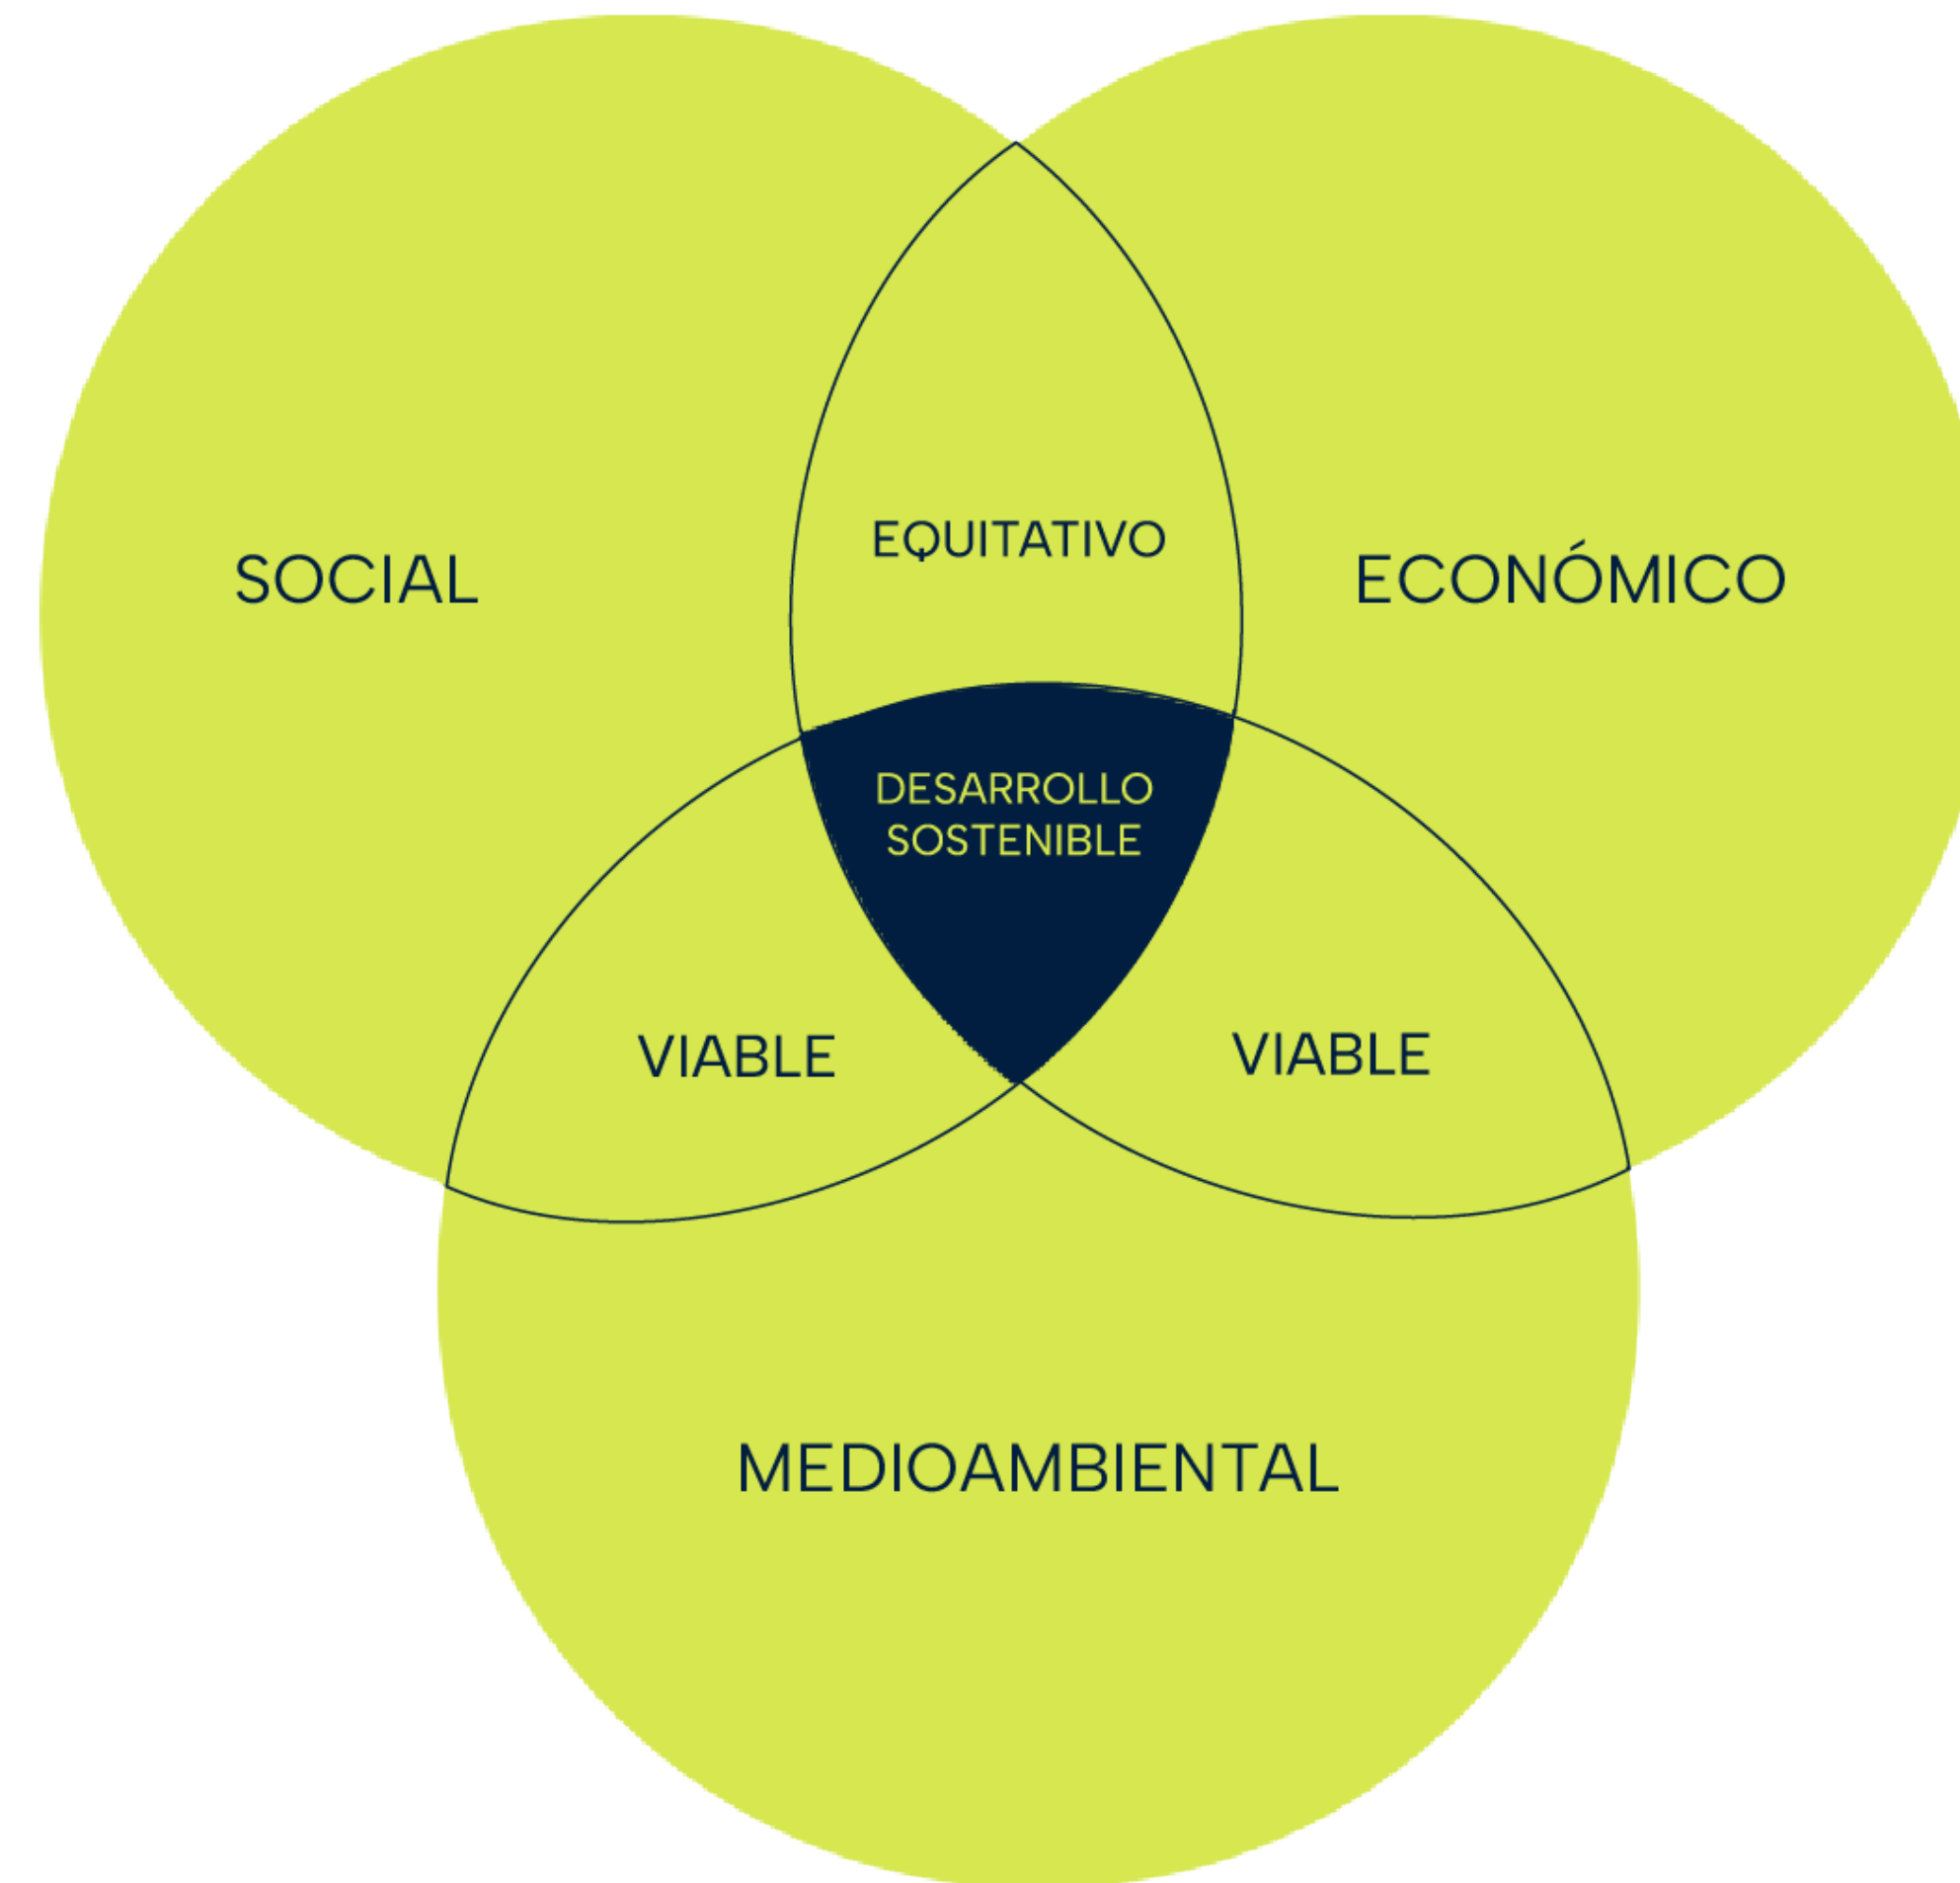 EQUITATIVO
SOCIAL
ECONÓMICO
DESARROLLO
SOSTENIBLE
VIABLE
VIABLE
MEDIOAMBIENTAL